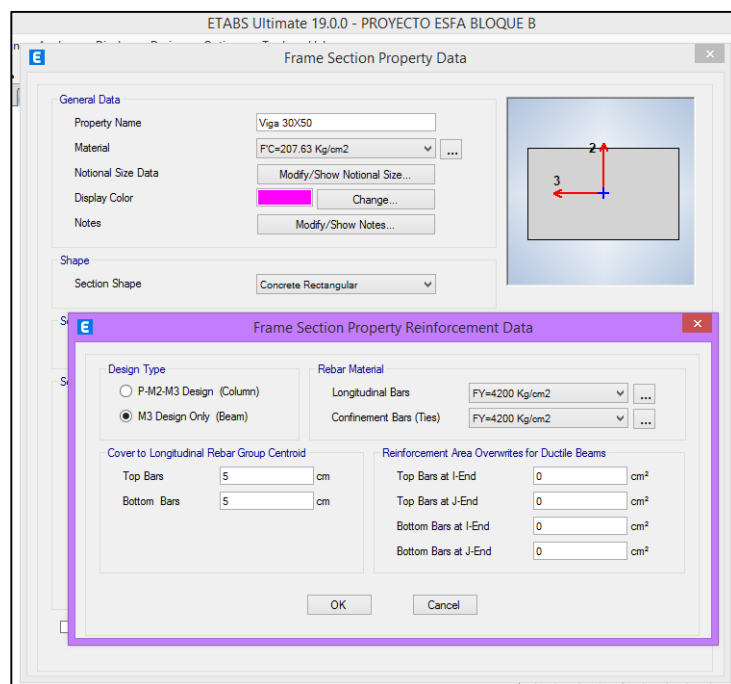 ETABS Ultimate 19.0.0 - PROYECTO ESFA BLOQUE B
E Frame Section Property Data ×
General Data
Property Name Viga 30X50
Material F'C=207.63 Kg/cm2 ...
Notional Size Data Modify/Show Notional Size...
Display Color Change...
Notes Modify/Show Notes...
2
3
Shape
Section Shape Concrete Rectangular
E Frame Section Property Reinforcement Data ×
Design Type
P-M2-M3 Design (Column)
M3 Design Only (Beam)
Rebar Material
Longitudinal Bars FY=4200 Kg/cm2 ...
Confinement Bars (Ties) FY=4200 Kg/cm2 ...
Cover to Longitudinal Rebar Group Centroid
Top Bars 5 cm
Bottom Bars 5 cm
Reinforcement Area Overwrites for Ductile Beams
Top Bars at I-End 0 cm²
Top Bars at J-End 0 cm²
Bottom Bars at I-End 0 cm²
Bottom Bars at J-End 0 cm²
OK Cancel